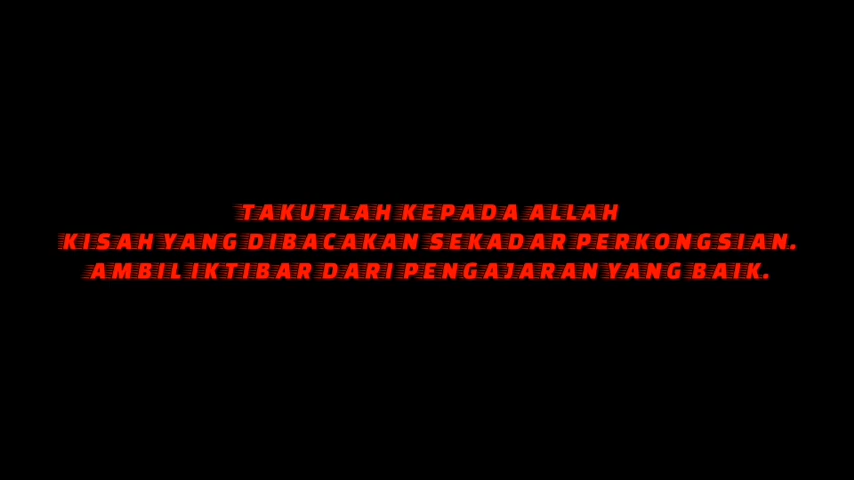 TAKUTLAH KEPADA ALLAH
KISAH YANG DIBACAKAN SEKADAR PERKONGSIAN.
AMBIL IKTIBAR DARI PENGAJARAN YANG BAIK.